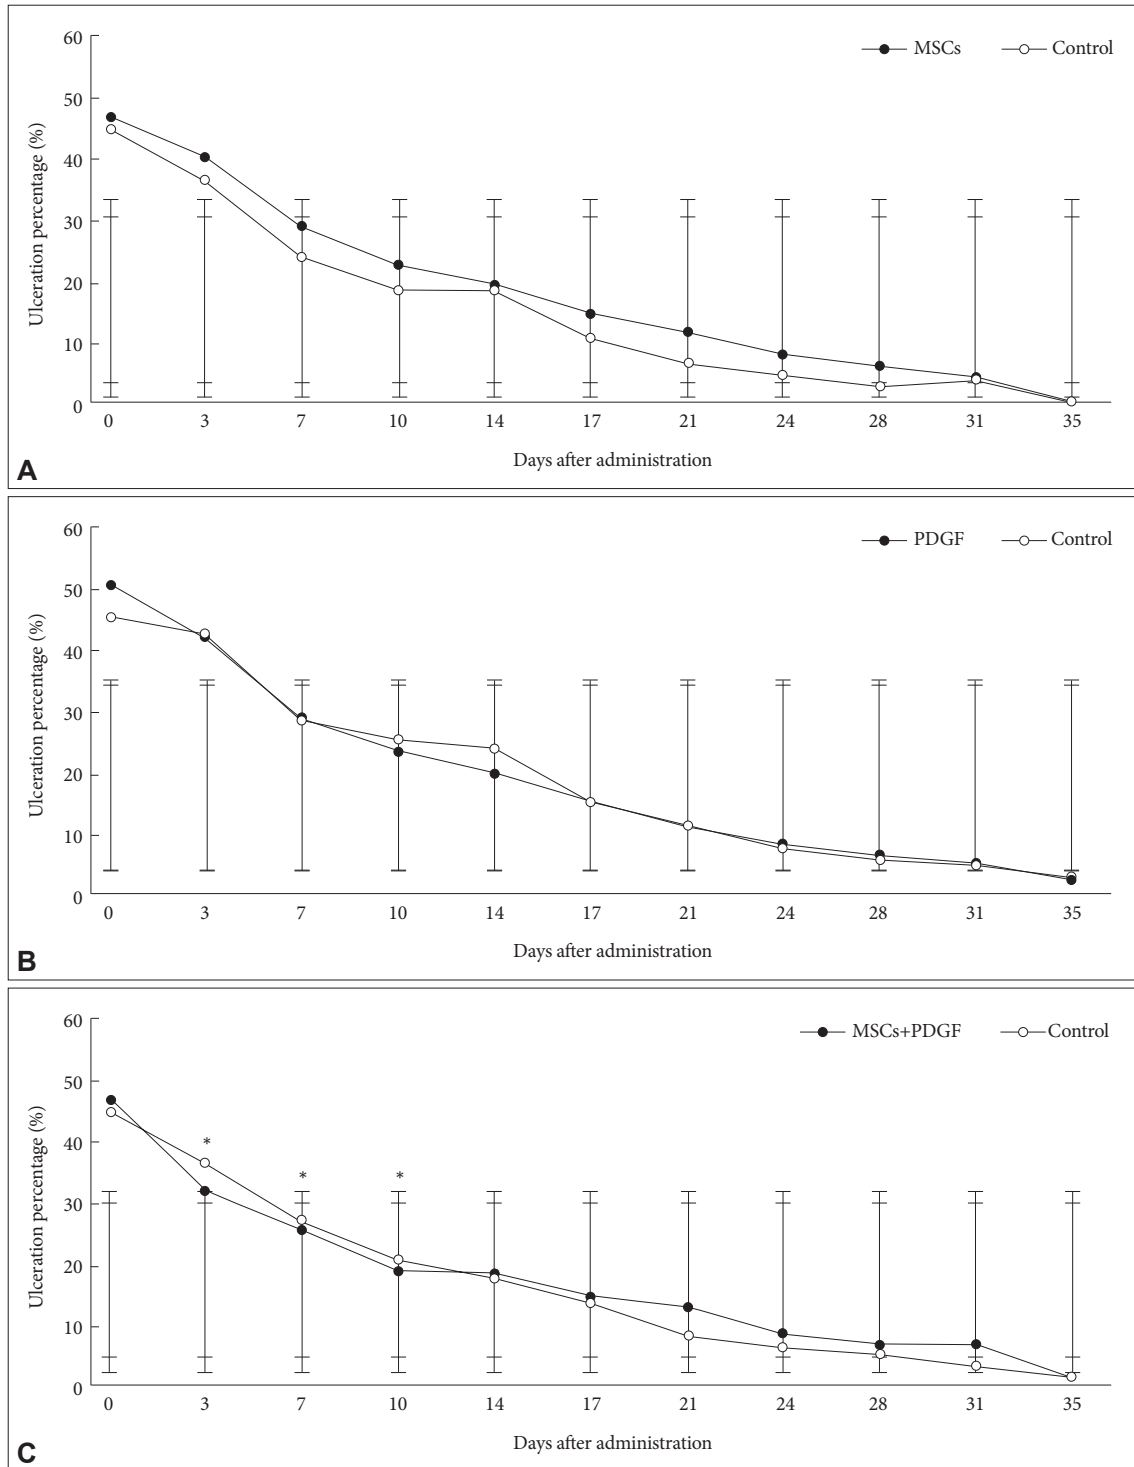 60
MSCs
Control
50
40
30
20
10
0
Ulceration percentage (%)
0 3 7 10 14 17 21 24 28 31 35
Days after administration
A
60
PDGF
Control
50
40
30
20
10
0
Ulceration percentage (%)
0 3 7 10 14 17 21 24 28 31 35
Days after administration
B
60
MSCs+PDGF
Control
50
40
30
20
10
0
Ulceration percentage (%)
* * *
0 3 7 10 14 17 21 24 28 31 35
Days after administration
C